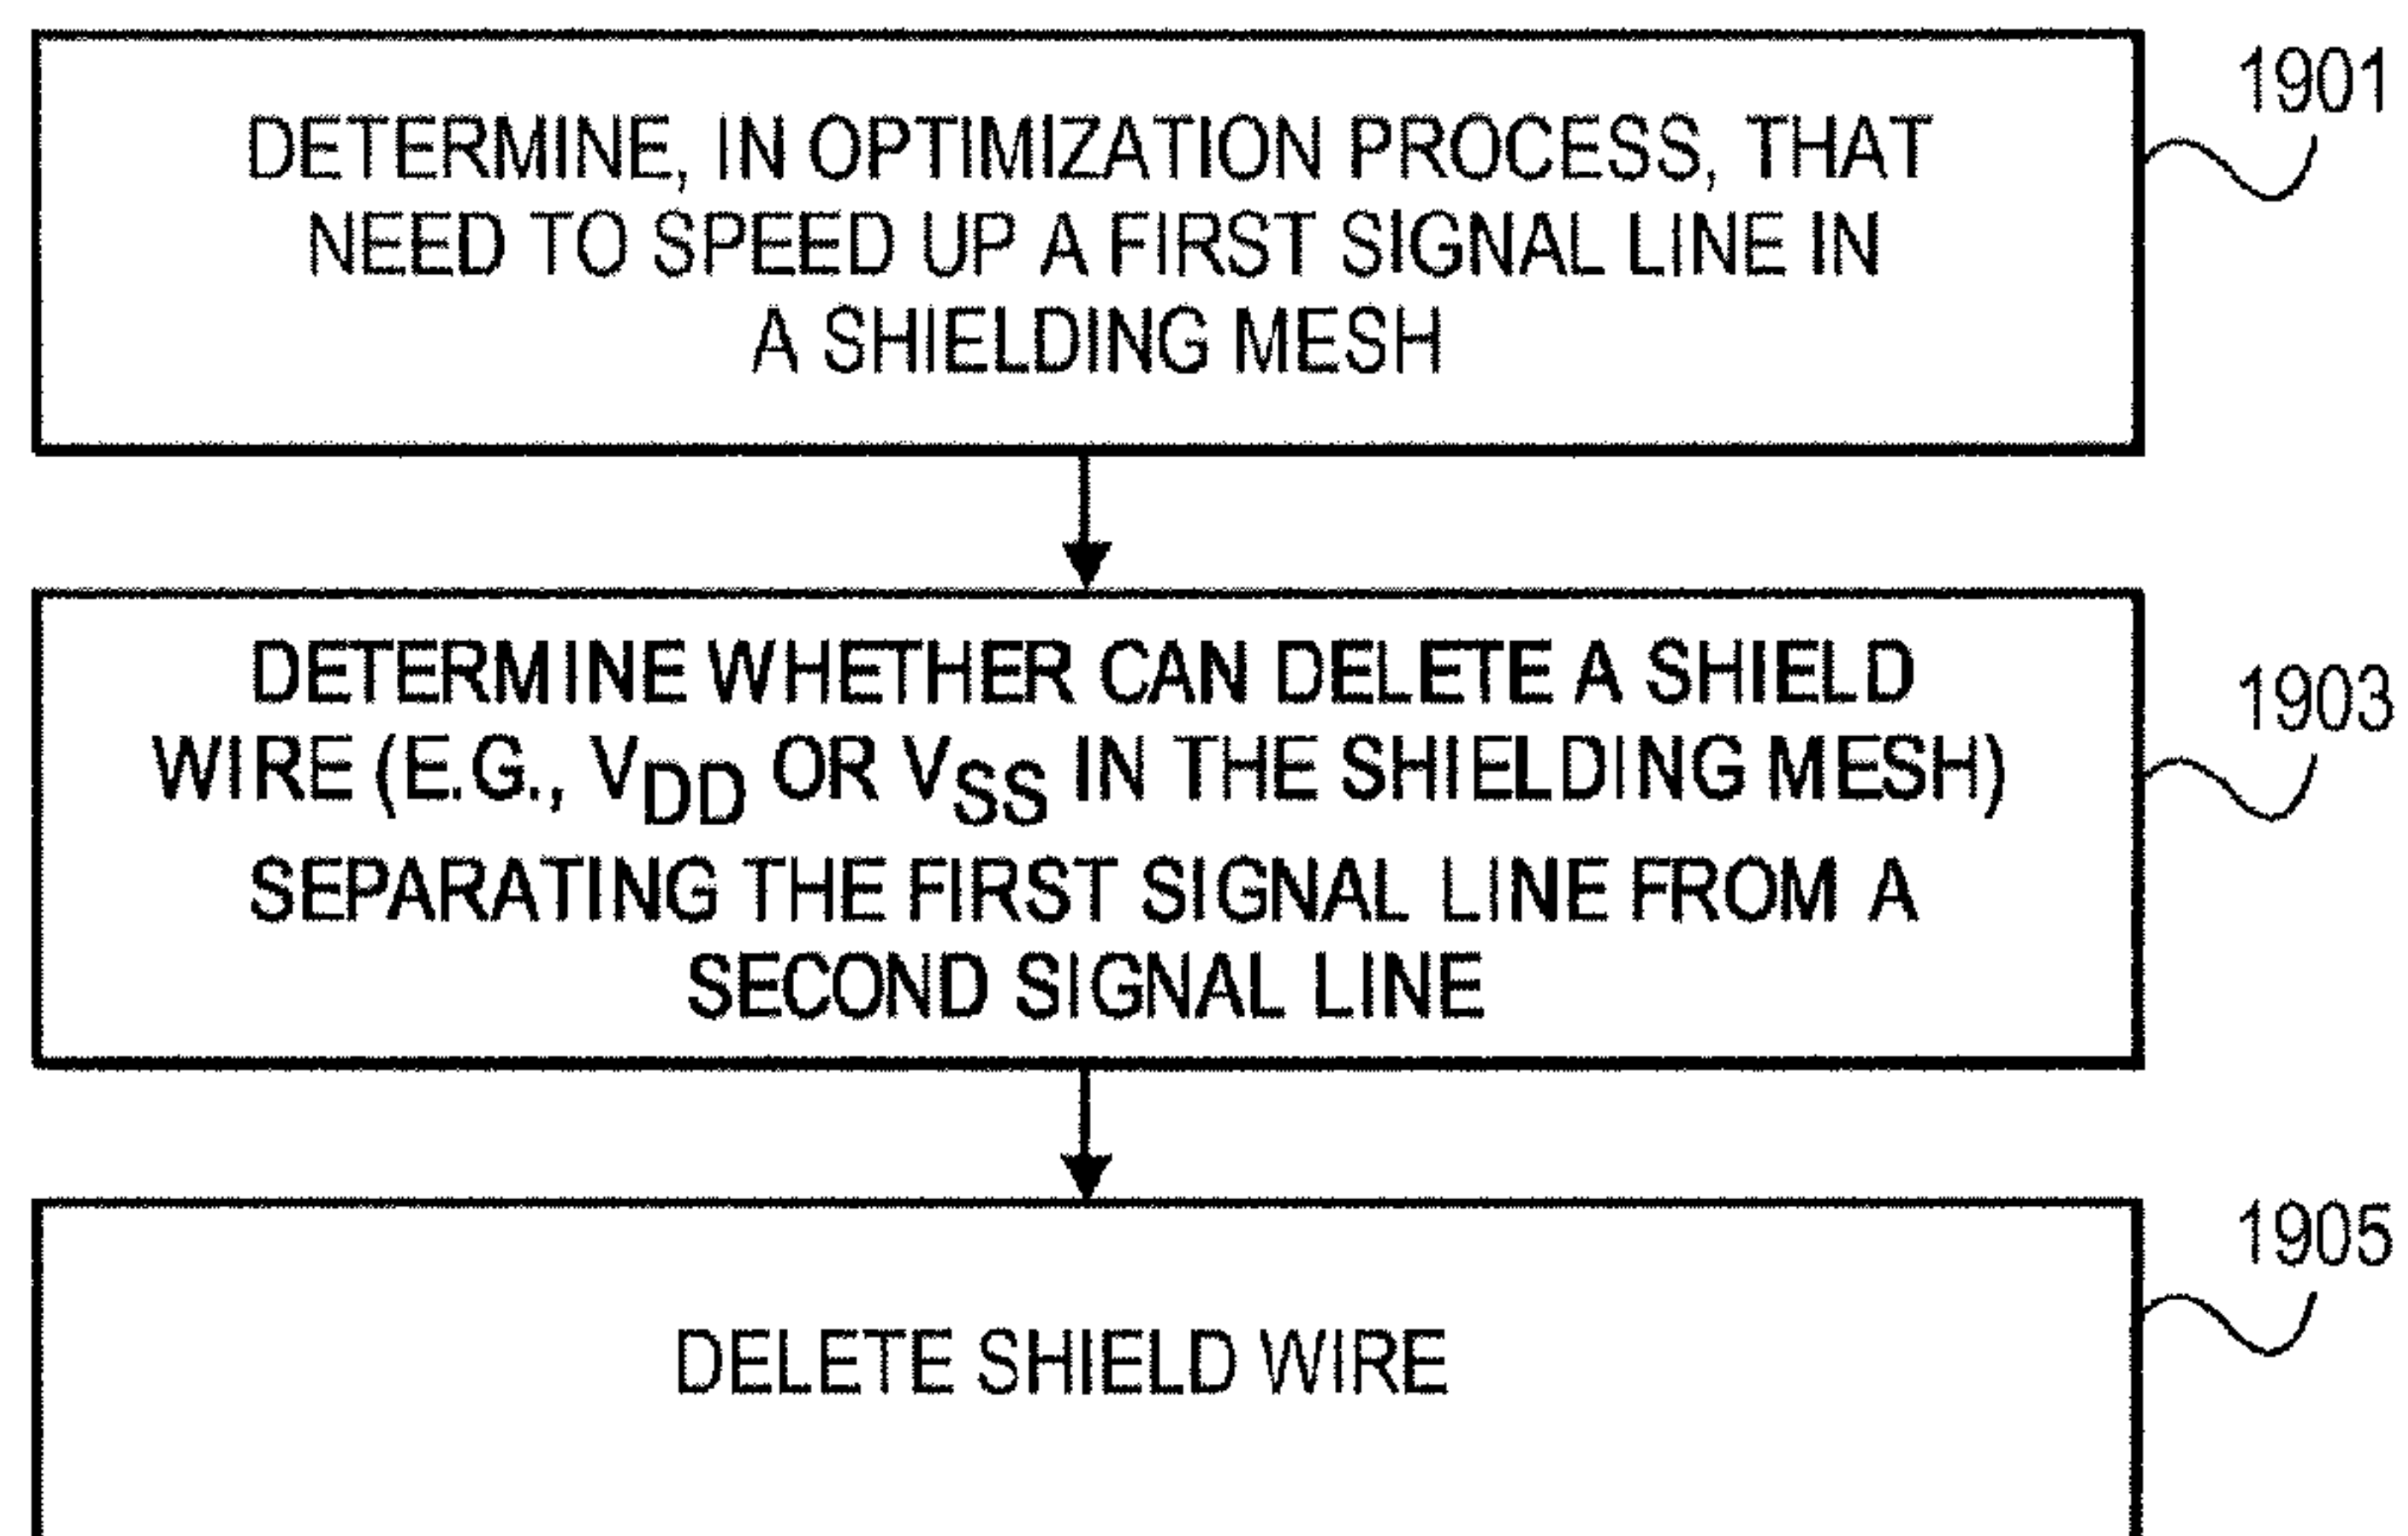 1901
DETERMINE, IN OPTIMIZATION PROCESS, THAT
NEED TO SPEED UP A FIRST SIGNAL LINE IN
A SHIELDING MESH
1903
DETERMINE WHETHER CAN DELETE A SHIELD
WIRE (E.G., VDD OR VSS IN THE SHIELDING MESH)
SEPARATING THE FIRST SIGNAL LINE FROM A
SECOND SIGNAL LINE
1905
DELETE SHIELD WIRE